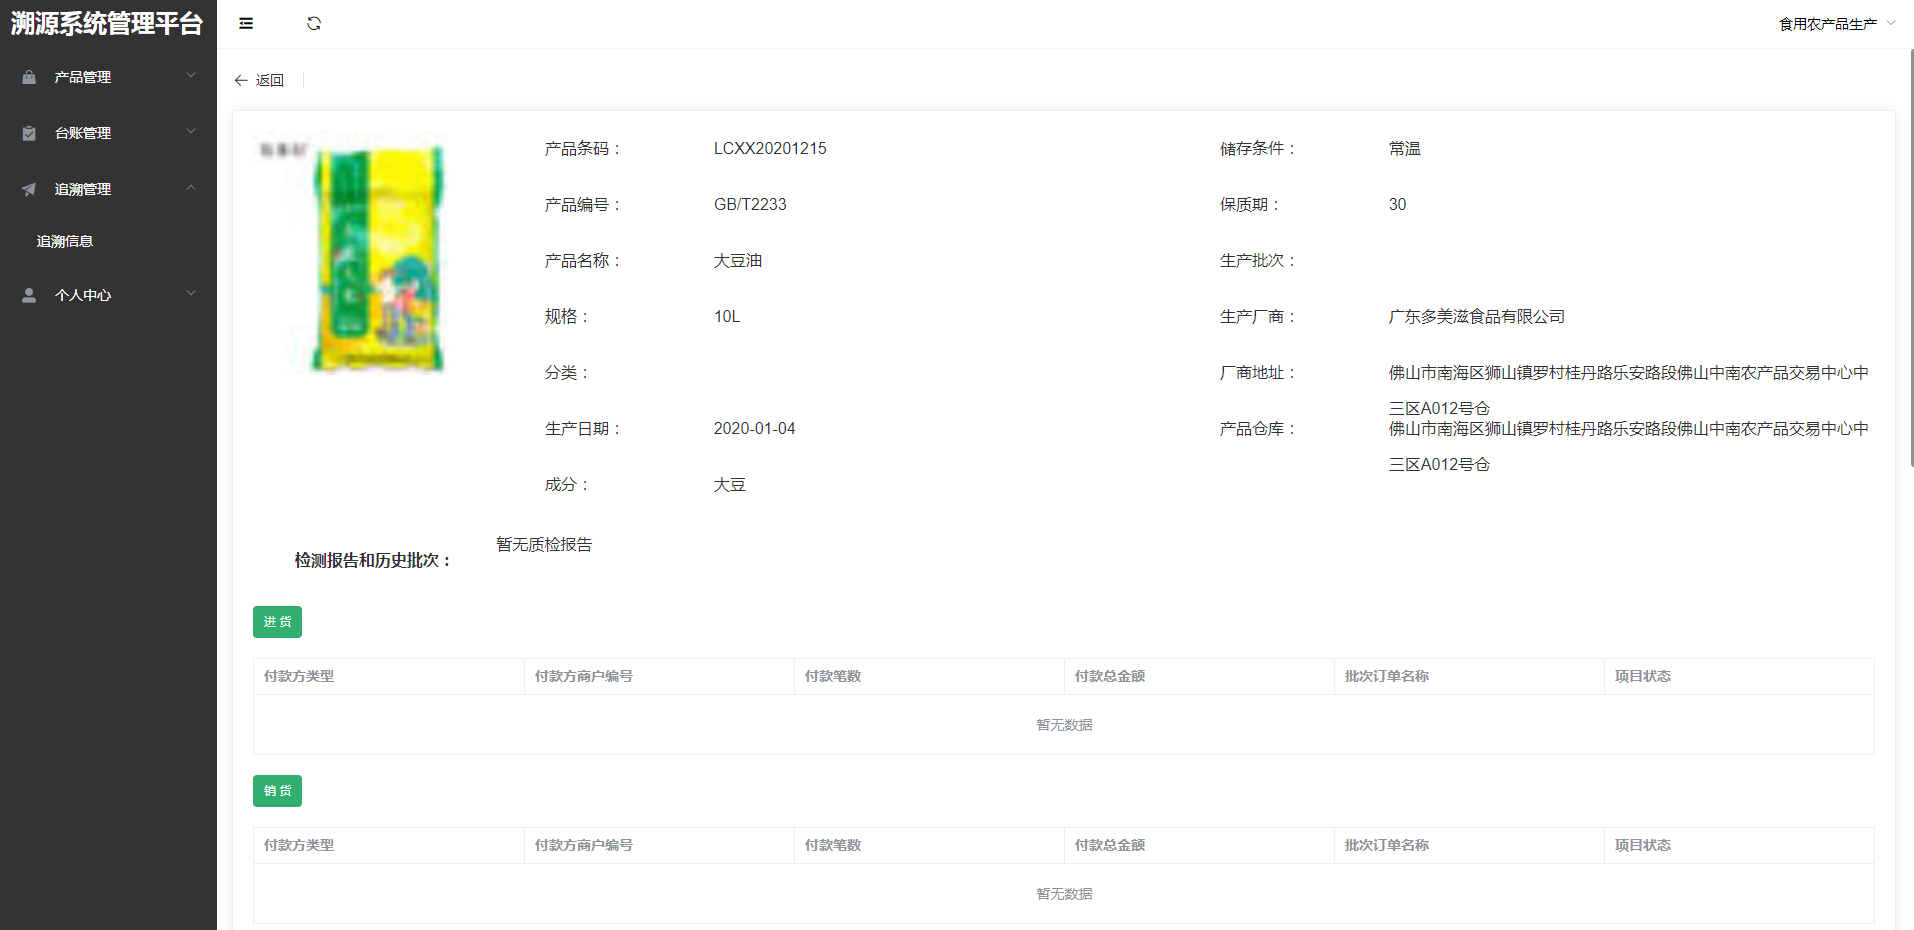 溯源系统管理平台
食用农产品生产
产品管理
台账管理
追溯管理
追溯信息
个人中心
返回
产品条码：
LCXX20201215
储存条件：
常温
产品编号：
GB/T2233
保质期：
30
产品名称：
大豆油
生产批次：
规格：
10L
生产厂商：
广东多美滋食品有限公司
分类：
厂商地址：
佛山市南海区狮山镇罗村桂丹路乐安路段佛山中南农产品交易中心中
三区A012号仓
生产日期：
2020-01-04
产品仓库：
佛山市南海区狮山镇罗村桂丹路乐安路段佛山中南农产品交易中心中
三区A012号仓
成分：
大豆
检测报告和历史批次：
暂无质检报告
进货
付款方类型
付款方商户编号
付款笔数
付款总金额
批次订单名称
项目状态
暂无数据
销货
付款方类型
付款方商户编号
付款笔数
付款总金额
批次订单名称
项目状态
暂无数据